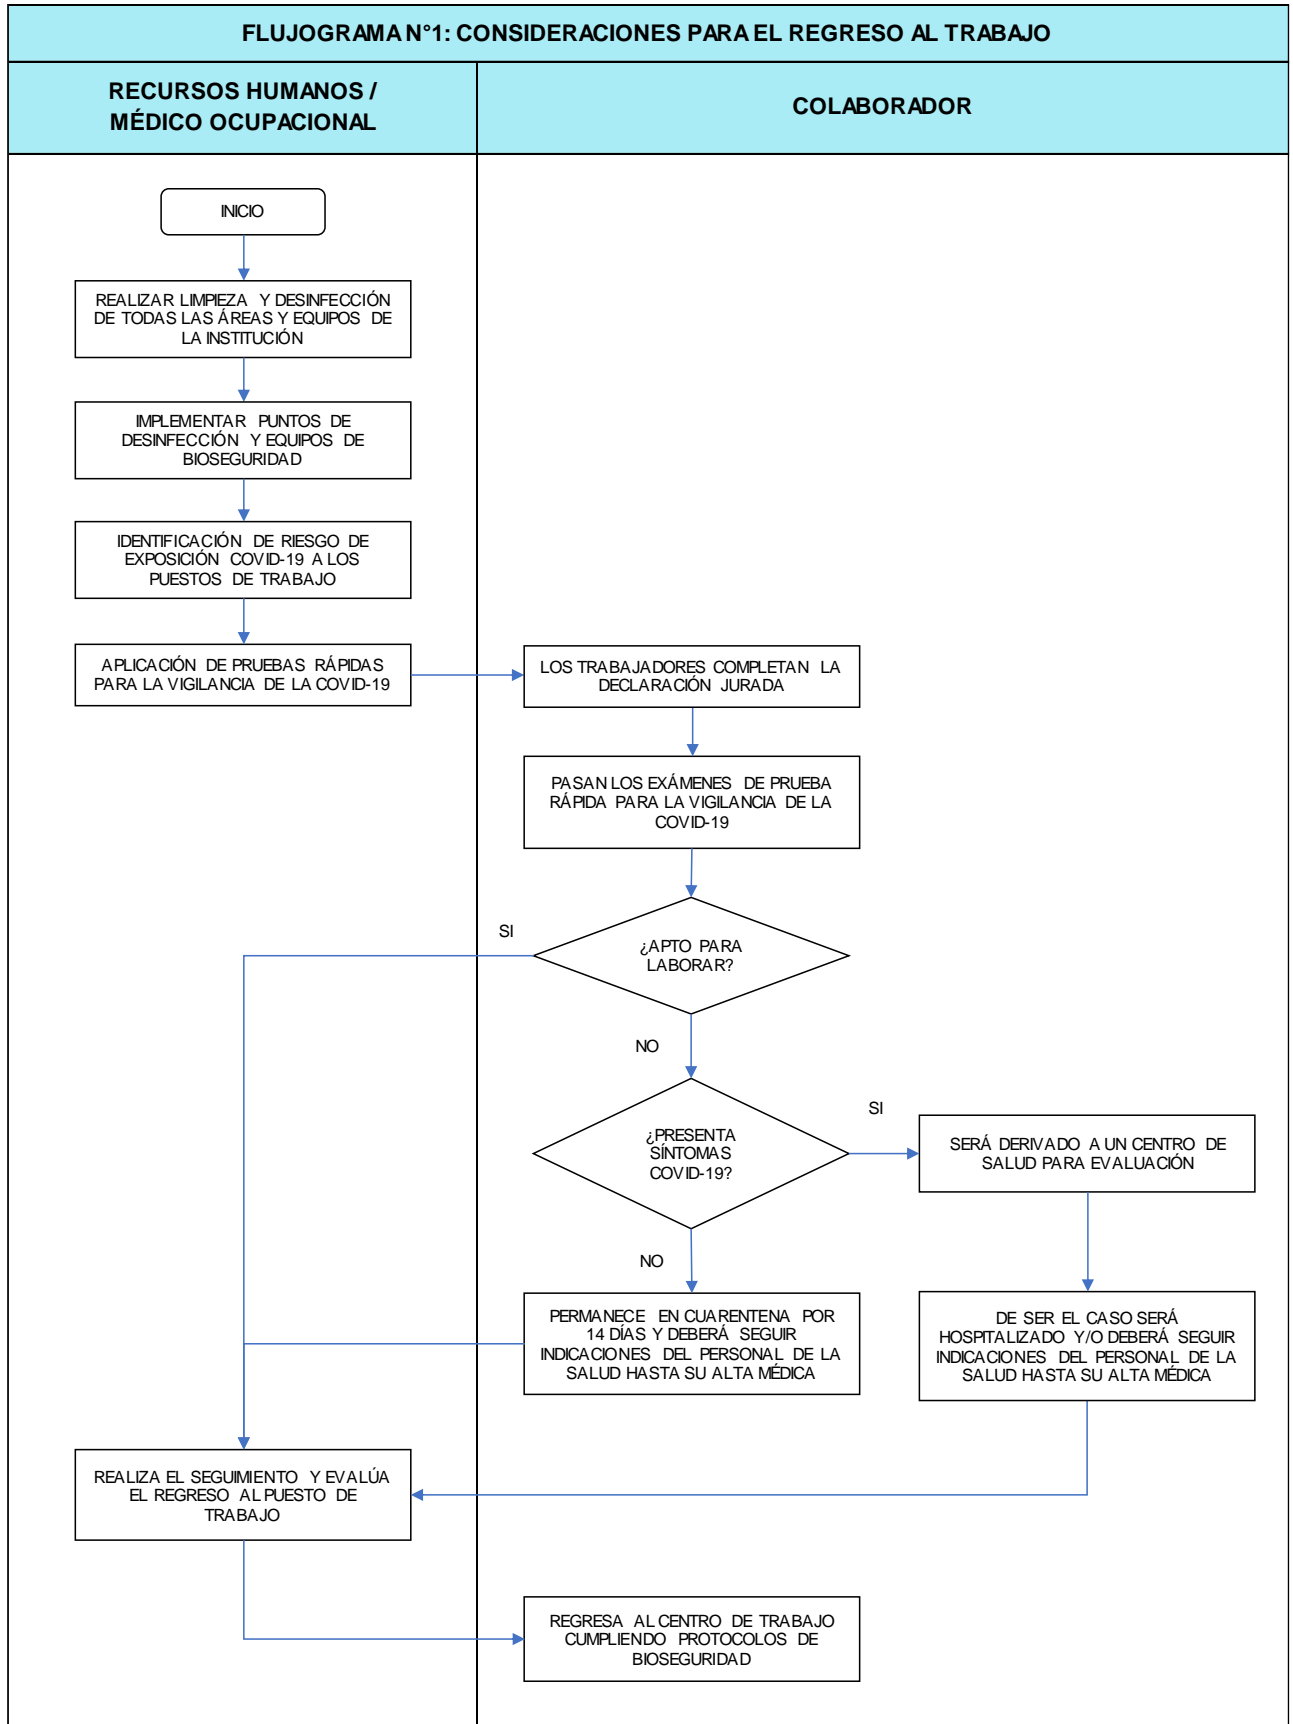 FLUJOGRAMA N°1: CONSIDERACIONES PARA EL REGRESO AL TRABAJO
RECURSOS HUMANOS /
MÉDICO OCUPACIONAL
COLABORADOR
INICIO
REALIZAR LIMPIEZA Y DESINFECCIÓN
DE TODAS LAS ÁREAS Y EQUIPOS DE
LA INSTITUCIÓN
IMPLEMENTAR PUNTOS DE
DESINFECCIÓN Y EQUIPOS DE
BIOSEGURIDAD
IDENTIFICACIÓN DE RIESGO DE
EXPOSICIÓN COVID-19 A LOS
PUESTOS DE TRABAJO
APLICACIÓN DE PRUEBAS RÁPIDAS
PARA LA VIGILANCIA DE LA COVID-19
LOS TRABAJADORES COMPLETAN LA
DECLARACIÓN JURADA
PASAN LOS EXÁMENES DE PRUEBA
RÁPIDA PARA LA VIGILANCIA DE LA
COVID-19
SI
¿APTO PARA
LABORAR?
NO
¿PRESENTA
SÍNTOMAS
COVID-19?
SI
SERÁ DERIVADO A UN CENTRO DE
SALUD PARA EVALUACIÓN
NO
PERMANECE EN CUARENTENA POR
14 DÍAS Y DEBERÁ SEGUIR
INDICACIONES DEL PERSONAL DE LA
SALUD HASTA SU ALTA MÉDICA
DE SER EL CASO SERÁ
HOSPITALIZADO Y/O DEBERÁ SEGUIR
INDICACIONES DEL PERSONAL DE LA
SALUD HASTA SU ALTA MÉDICA
REALIZA EL SEGUIMIENTO Y EVALÚA
EL REGRESO AL PUESTO DE
TRABAJO
REGRESA AL CENTRO DE TRABAJO
CUMPLIENDO PROTOCOLOS DE
BIOSEGURIDAD